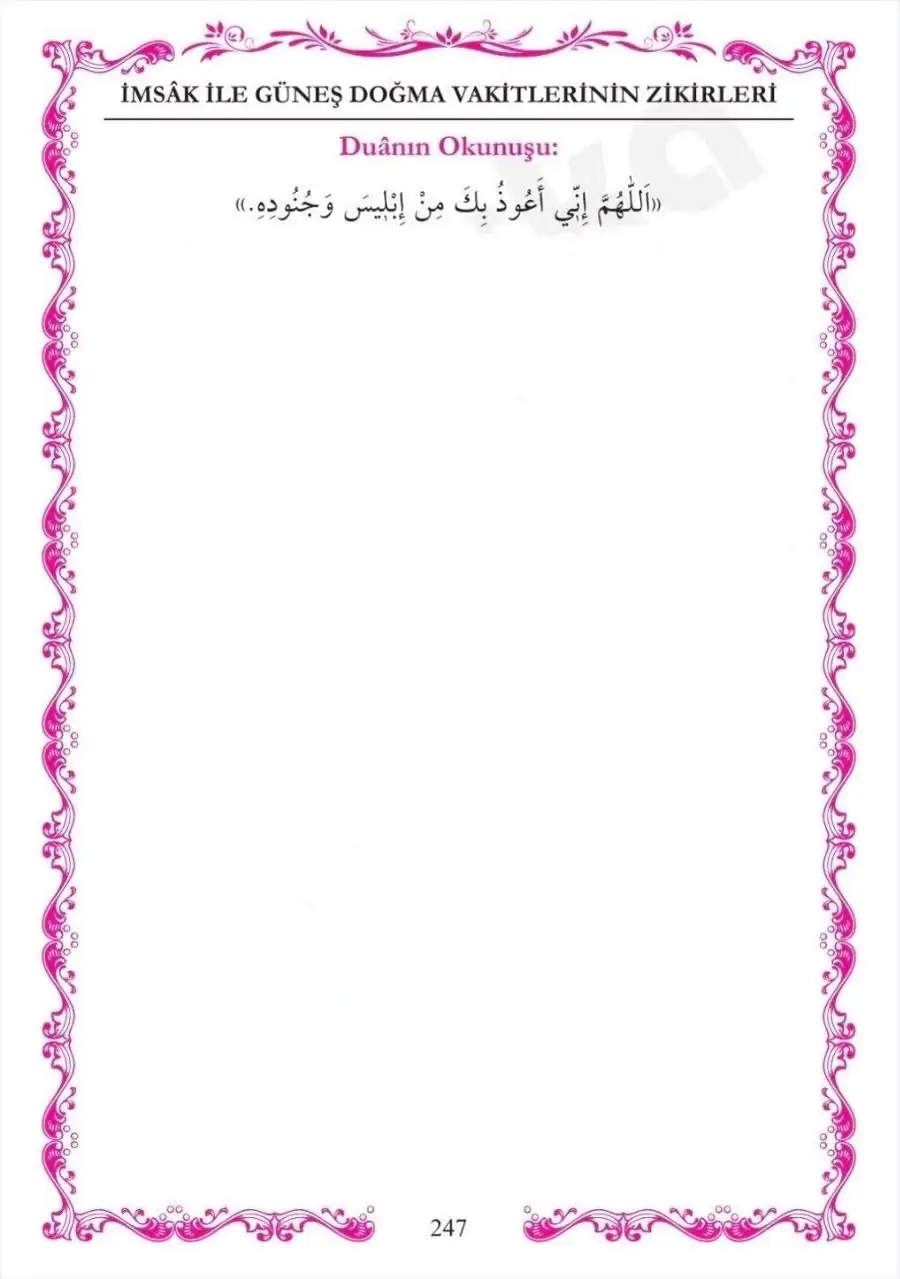 İMSÂK İLE GÜNEŞ DOĞMA VAKİTLERİNİN ZİKİRLERİ
Duânın Okunuşu:
«اَللّٰهُمَّ إِنِّي أَعُوذُ بِكَ مِنْ إِبْلِيسَ وَجُنُودِهِ.»
247